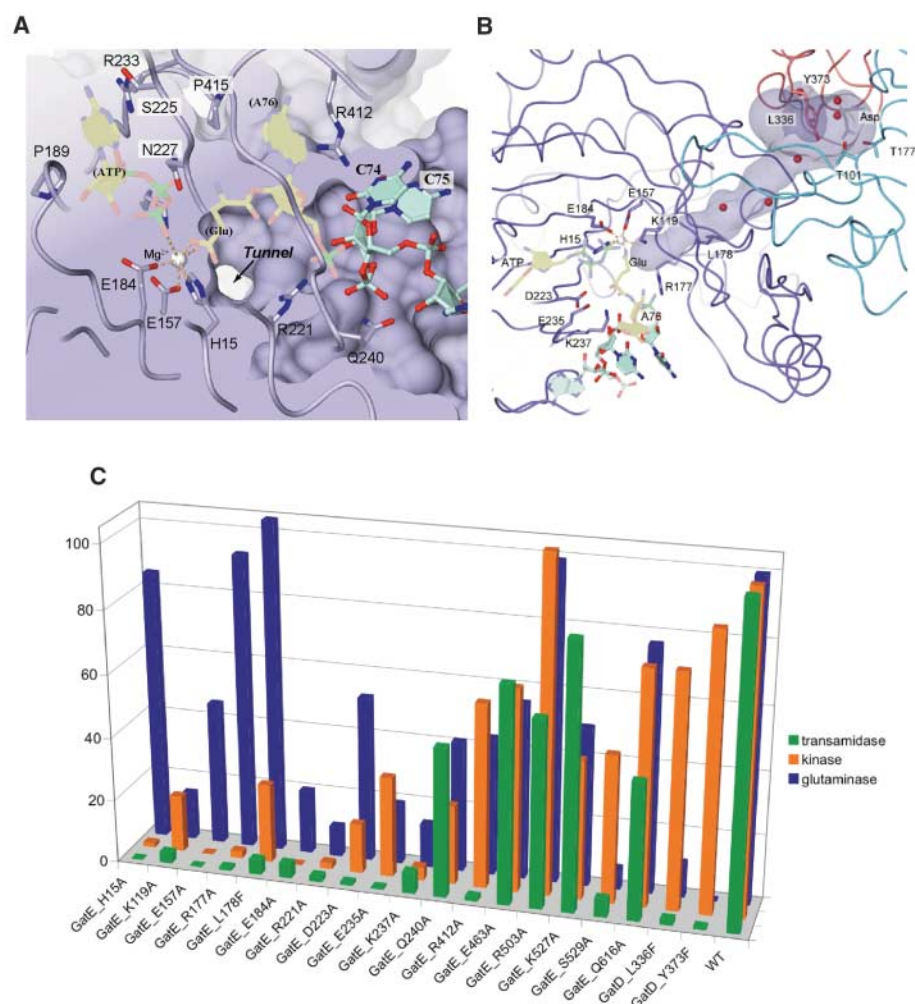 A
R233
S225
P415
(A76)
R412
P189
N227
C74
C75
(ATP)
(Glu)
Mg²⁺
Tunnel
E184
E157
H15
R221
Q240
B
Y373
L336
Asp
T177
T101
E157
E184
K119
H15
ATP
Glu
L178
D223
R177
E235
A76
K237
C
100
80
60
40
20
0
transamidase
kinase
glutaminase
GatE_H15A
GatE_K119A
GatE_E157A
GatE_R177A
GatE_L178F
GatE_E184A
GatE_R221A
GatE_D223A
GatE_E235A
GatE_K237A
GatE_Q240A
GatE_R412A
GatE_E463A
GatE_R503A
GatE_K527A
GatE_S529A
GatE_Q616A
GatD_L336F
GatD_Y373F
WT